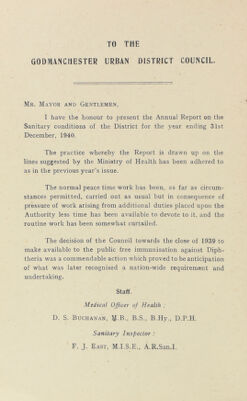 TO THE
GODMANCHESTER URBAN DISTRICT COUNCIL.
MR. MAYOR AND GENTLEMEN,
I have the honour to present the Annual Report on the
Sanitary conditions of the District for the year ending 31st
December, 1940.
The practice whereby the Report is drawn up on the
lines suggested by the Ministry of Health has been adhered to
as in the previous year's issue.
The normal peace time work has been, as far as circum-
stances permitted, carried out as usual but in consequence of
pressure of work arising from additional duties placed upon the
Authority less time has been available to devote to it, and the
routine work has been somewhat curtailed.
The decision of the Council towards the close of 1939 to
make available to the public free immunisation against Diph-
theria was a commendable action which proved to be anticipation
of what was later recognised a nation-wide requirement and
undertaking.
Staff.
Medical Officer of Health :
D. S. BUCHANAN, M.B., B.S., B.Hy., D.P.H.
Sanitary Inspector :
F. J. EAST, M.I.S.E., A.R.San.I.